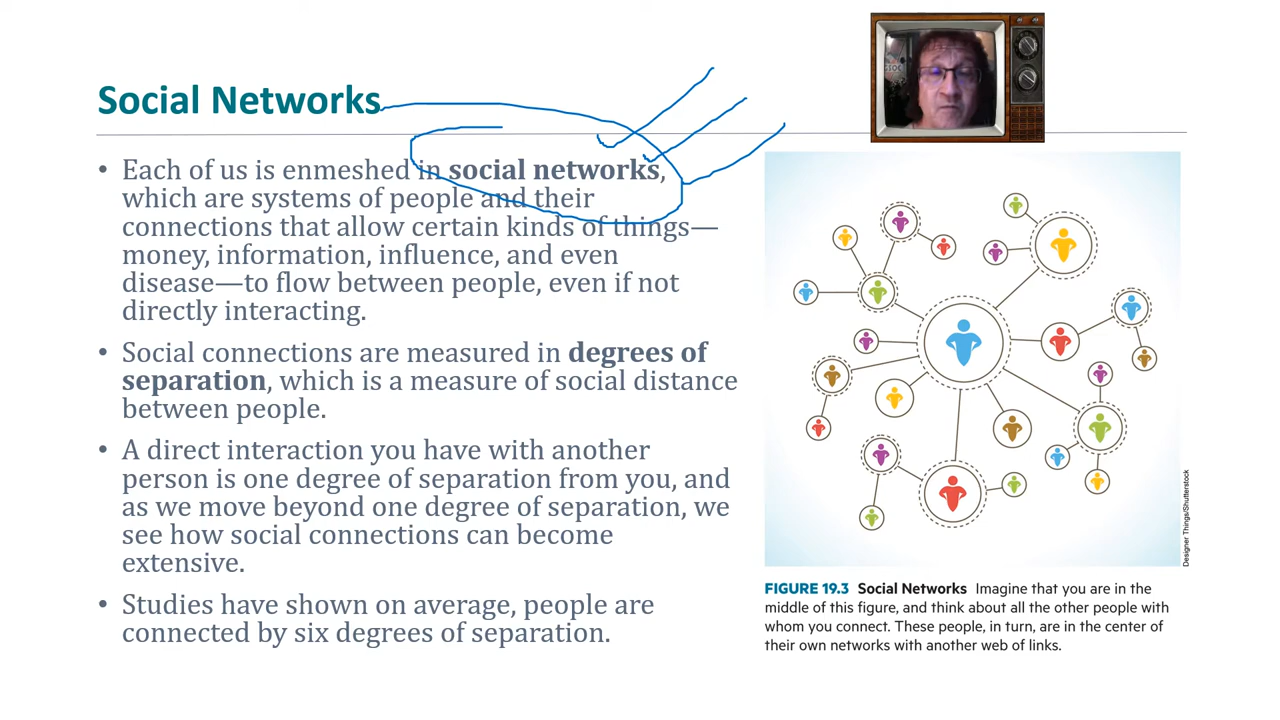 Social Networks
• Each of us is enmeshed in social networks,
which are systems of people and their
connections that allow certain kinds of things—
money, information, influence, and even
disease—to flow between people, even if not
directly interacting.
• Social connections are measured in degrees of
separation, which is a measure of social distance
between people.
• A direct interaction you have with another
person is one degree of separation from you, and
as we move beyond one degree of separation, we
see how social connections can become
extensive.
• Studies have shown on average, people are
connected by six degrees of separation.
Designer Things/Shutterstock
FIGURE 19.3 Social Networks Imagine that you are in the
middle of this figure, and think about all the other people with
whom you connect. These people, in turn, are in the center of
their own networks with another web of links.